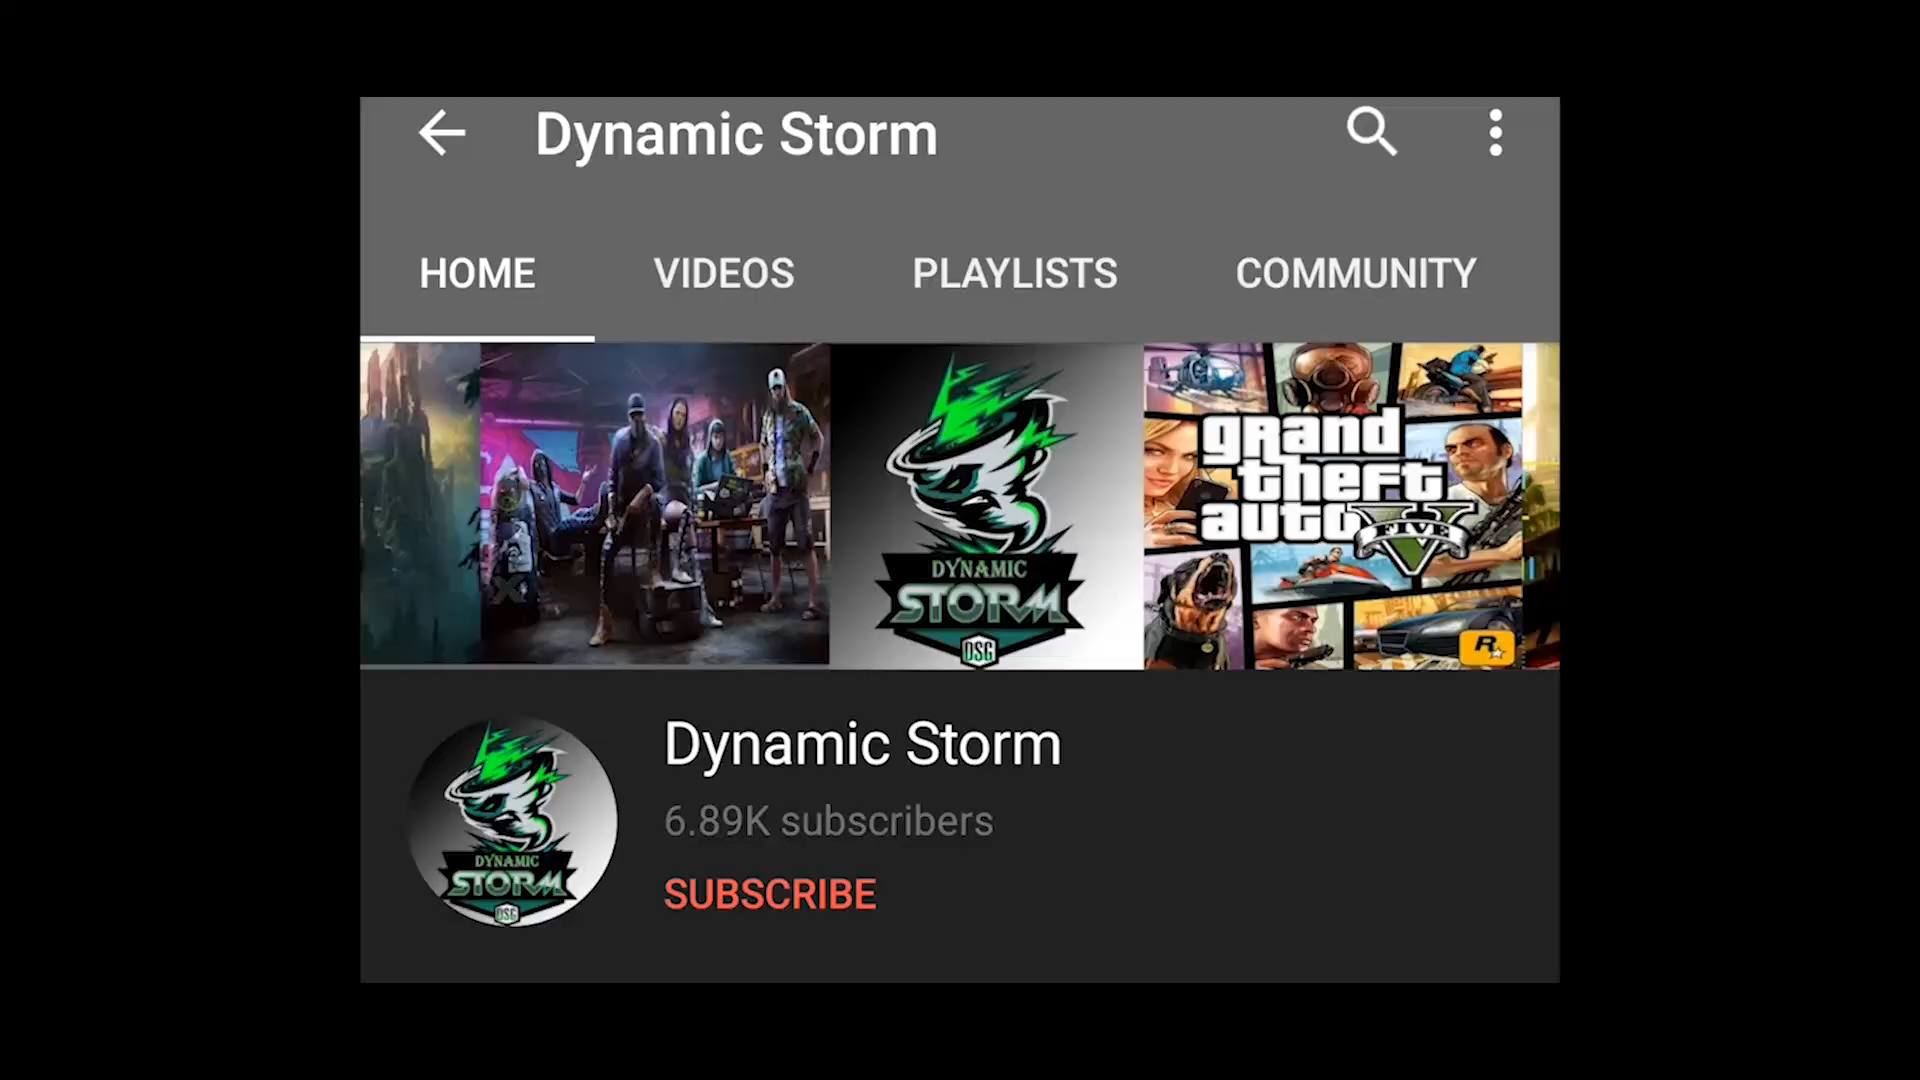 Dynamic Storm
HOME VIDEOS PLAYLISTS COMMUNITY
DYNAMIC
STORM
DSG
grand
theft
auto
FIVE
R
Dynamic Storm
6.89K subscribers
SUBSCRIBE
DYNAMIC
STORM
DSG